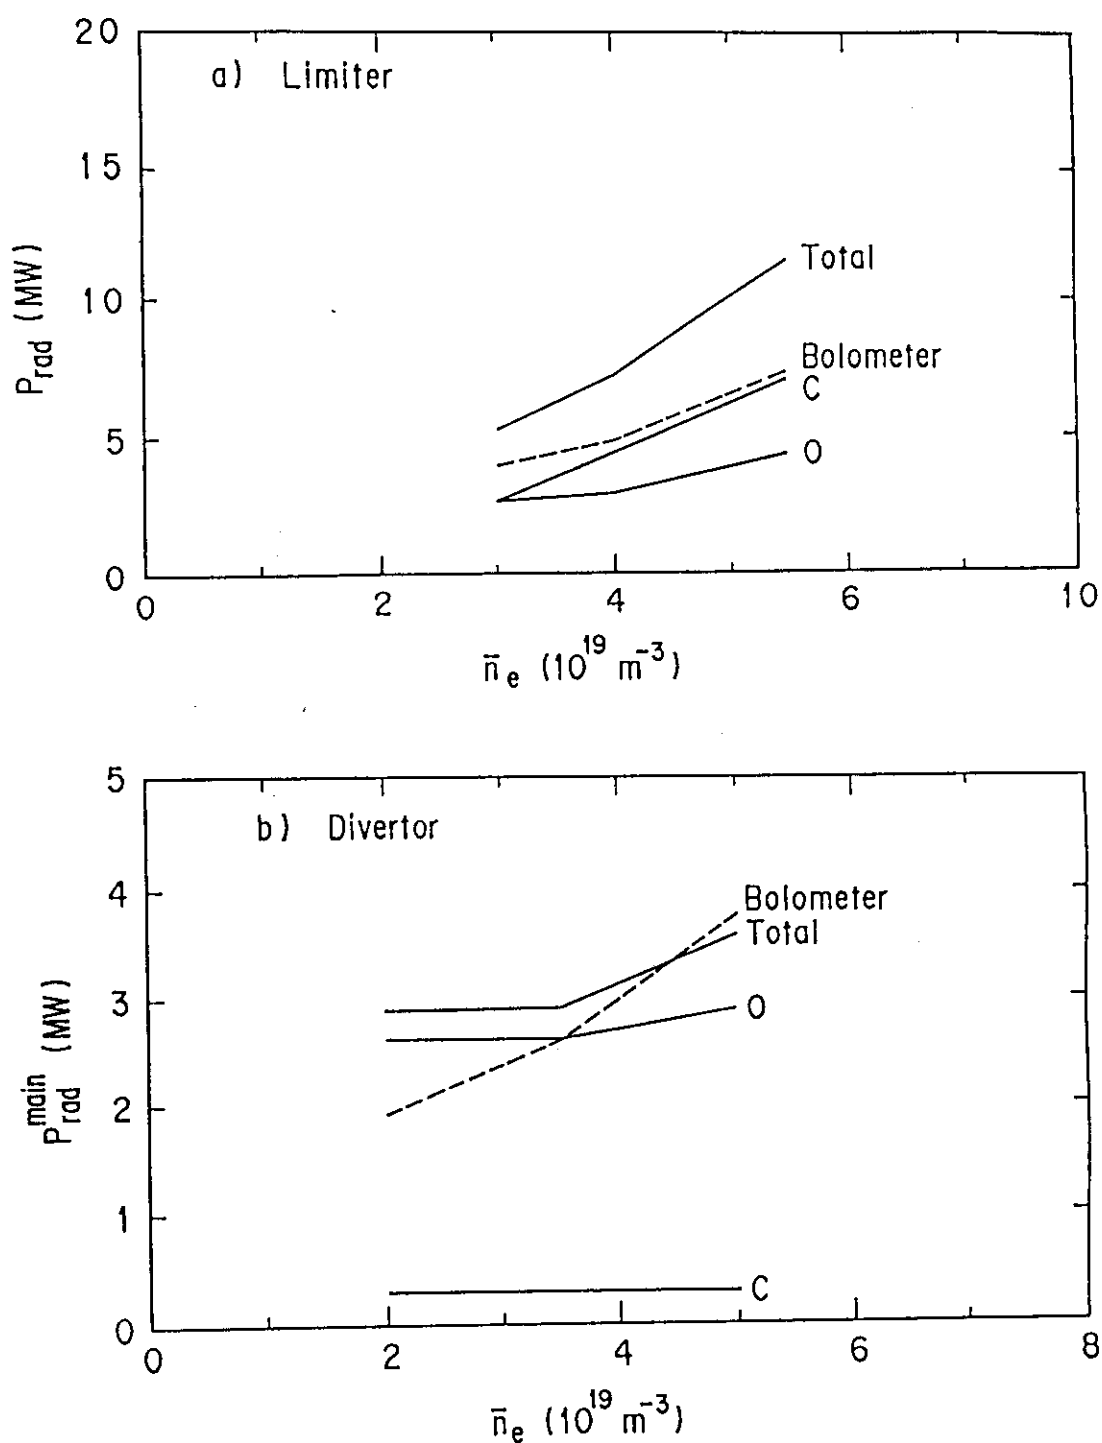 20
a) Limiter
15
Total
10
Bolometer
C
5
O
0
0 2 4 6 10
P_rad (MW)
n̄_e (10^19 m^-3)
5
b) Divertor
4
Bolometer
Total
3
O
2
1
C
0
0 2 4 6 8
P_rad^main (MW)
n̄_e (10^19 m^-3)